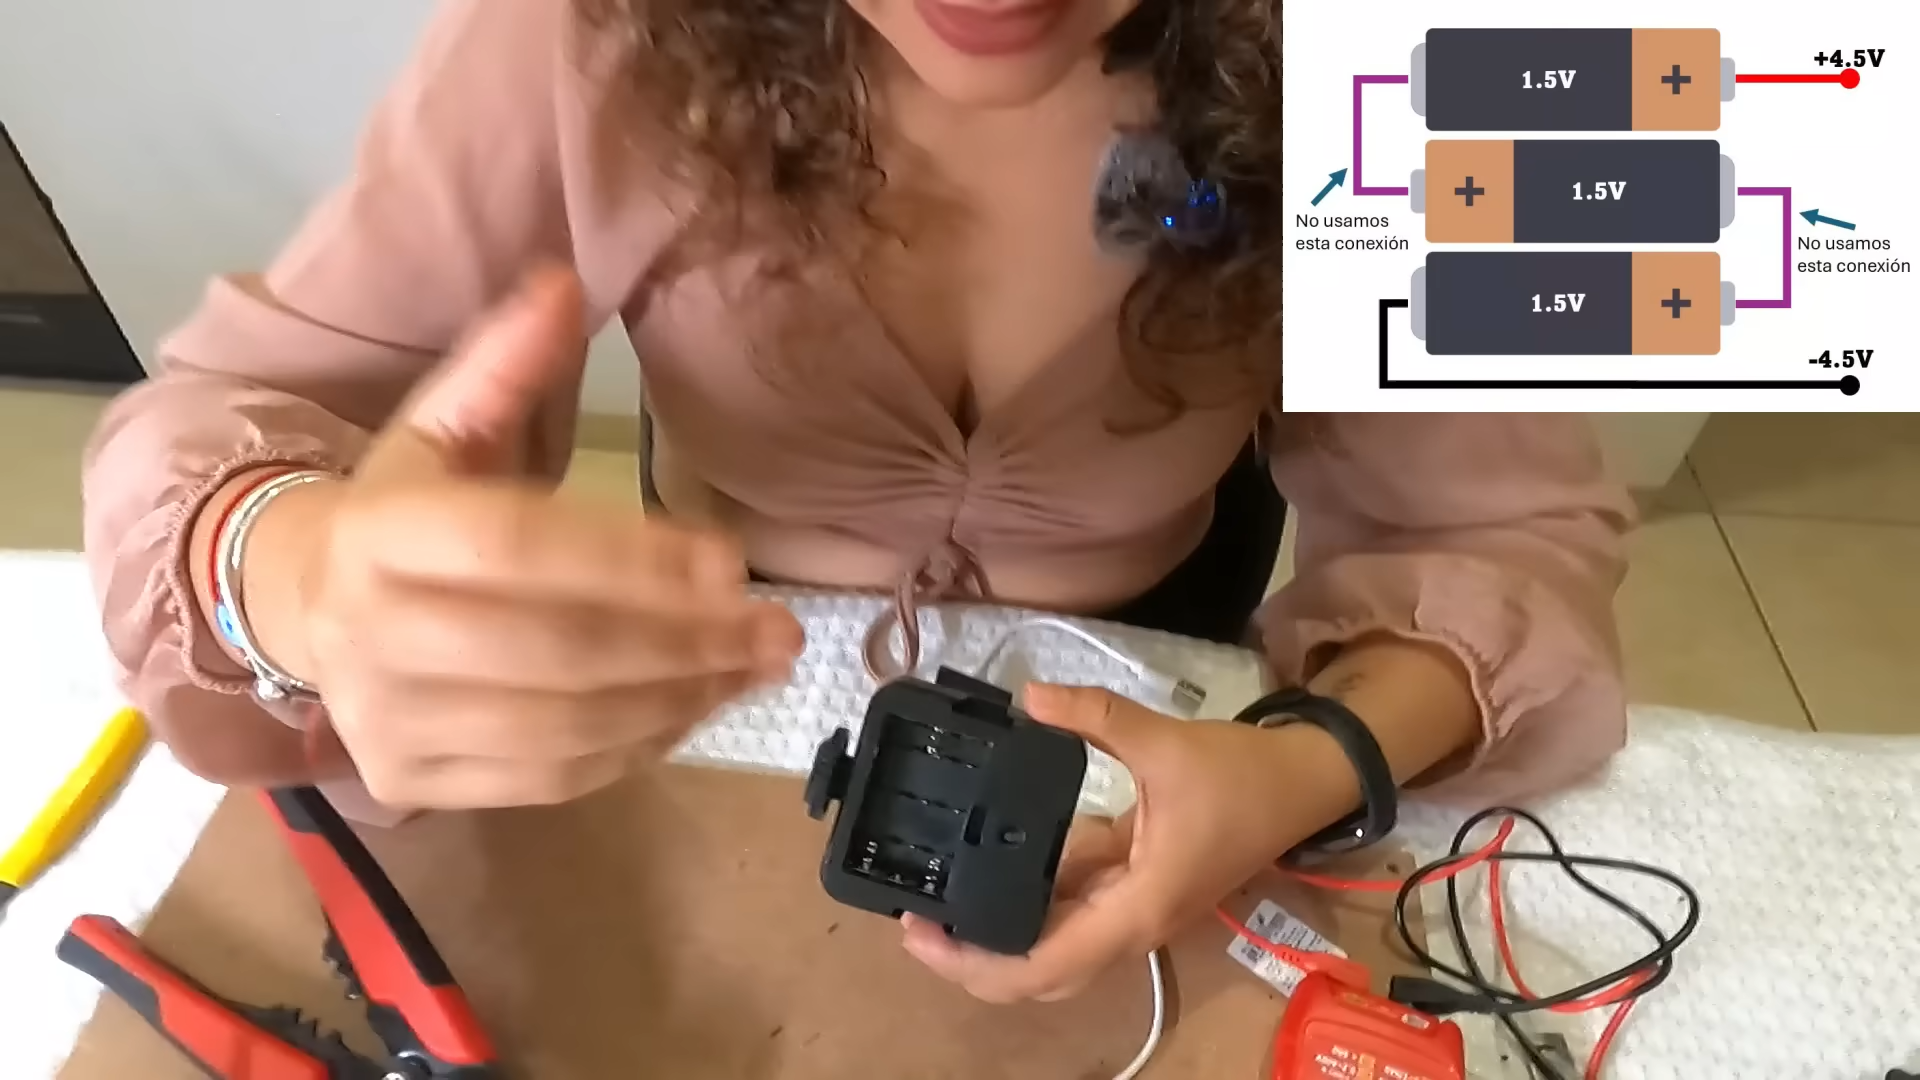 +4.5V
1.5V
+
+
1.5V
No usamos
esta conexión
No usamos
esta conexión
1.5V
+
-4.5V